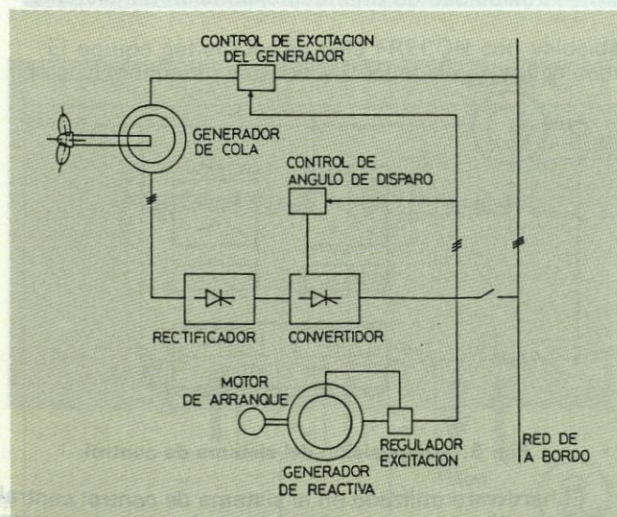 CONTROL DE EXCITACION
DEL GENERADOR
GENERADOR
DE COLA
CONTROL DE
ANGULO DE DISPARO
RECTIFICADOR
CONVERTIDOR
MOTOR
DE ARRANQUE
REGULADOR
EXCITACION
GENERADOR
DE REACTIVA
RED DE
A BORDO